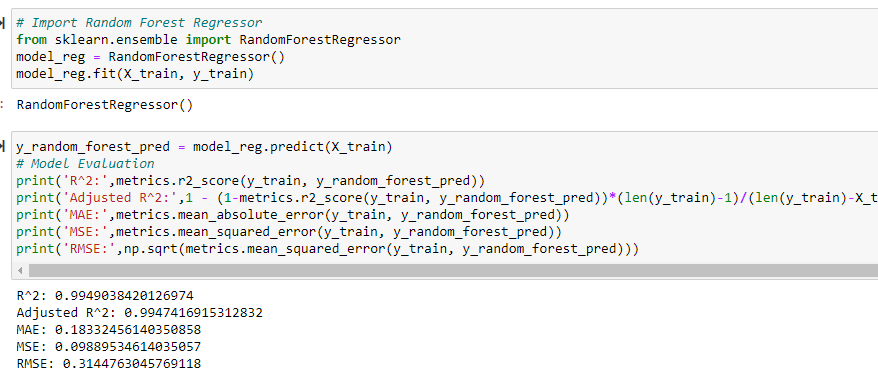 # Import Random Forest Regressor
from sklearn.ensemble import RandomForestRegressor
model_reg = RandomForestRegressor()
model_reg.fit(X_train, y_train)
: RandomForestRegressor()
y_random_forest_pred = model_reg.predict(X_train)
# Model Evaluation
print('R^2:',metrics.r2_score(y_train, y_random_forest_pred))
print('Adjusted R^2:',1 - (1-metrics.r2_score(y_train, y_random_forest_pred))*(len(y_train)-1)/(len(y_train)-X_t
print('MAE:',metrics.mean_absolute_error(y_train, y_random_forest_pred))
print('MSE:',metrics.mean_squared_error(y_train, y_random_forest_pred))
print('RMSE:',np.sqrt(metrics.mean_squared_error(y_train, y_random_forest_pred)))
R^2: 0.9949038420126974
Adjusted R^2: 0.9947416915312832
MAE: 0.18332456140350858
MSE: 0.09889534614035057
RMSE: 0.3144763045769118